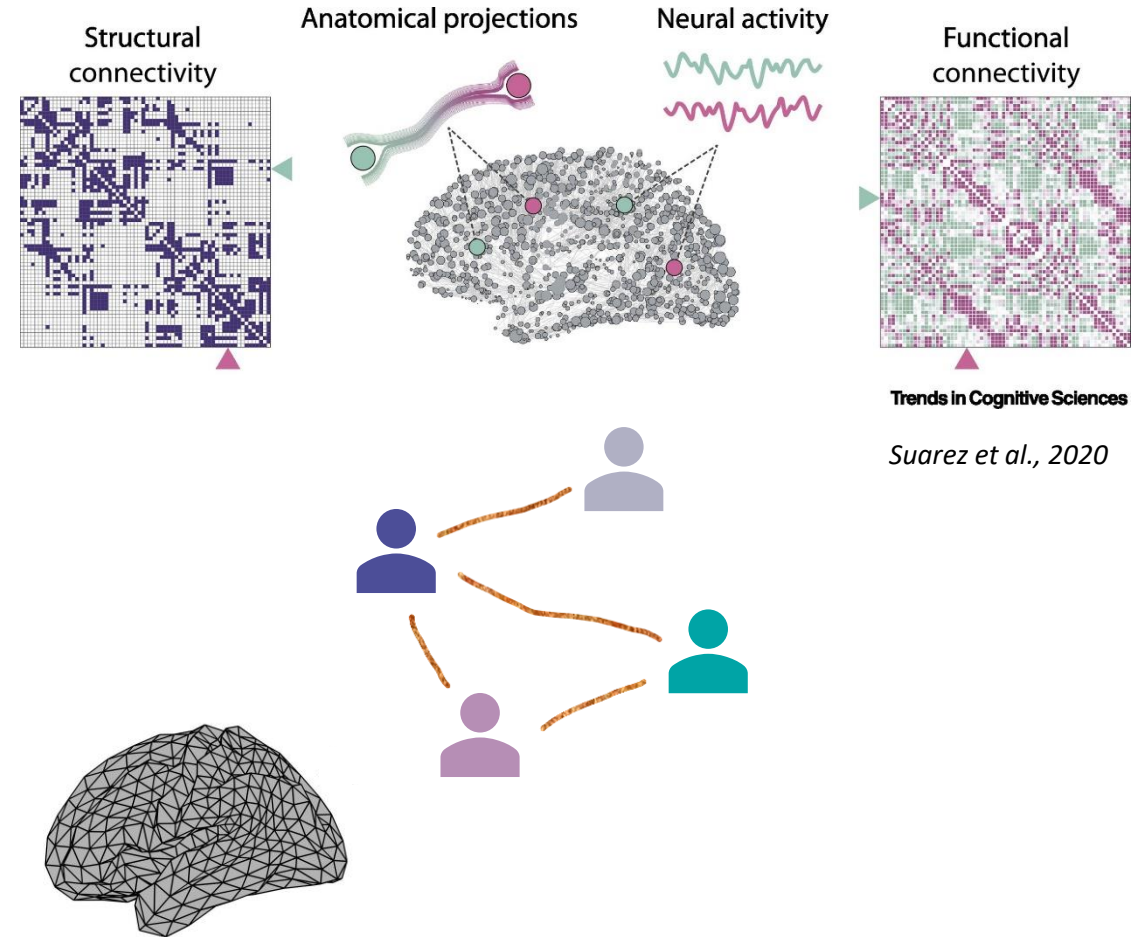 Structural
connectivity
Anatomical projections
Neural activity
Functional
connectivity
Trends in Cognitive Sciences
Suarez et al., 2020